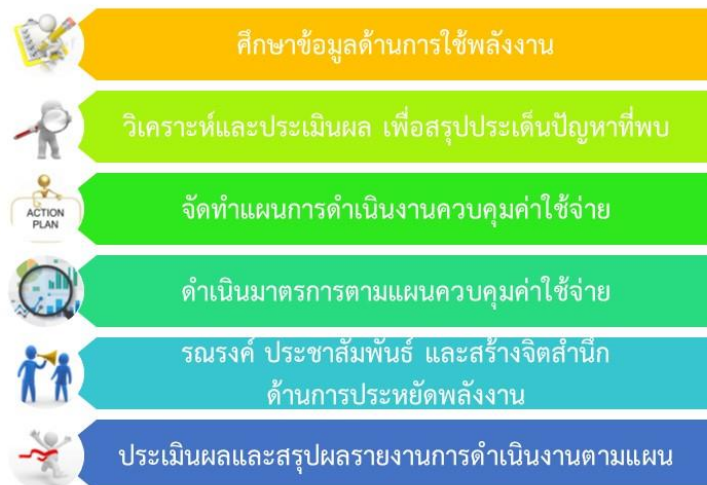 ศึกษาข้อมูลด้านการใช้พลังงาน
วิเคราะห์และประเมินผล เพื่อสรุปประเด็นปัญหาที่พบ
ACTION
PLAN
จัดทำแผนการดำเนินงานควบคุมค่าใช้จ่าย
ดำเนินมาตรการตามแผนควบคุมค่าใช้จ่าย
รณรงค์ ประชาสัมพันธ์ และสร้างจิตสำนึก
ด้านการประหยัดพลังงาน
ประเมินผลและสรุปผลรายงานการดำเนินงานตามแผน